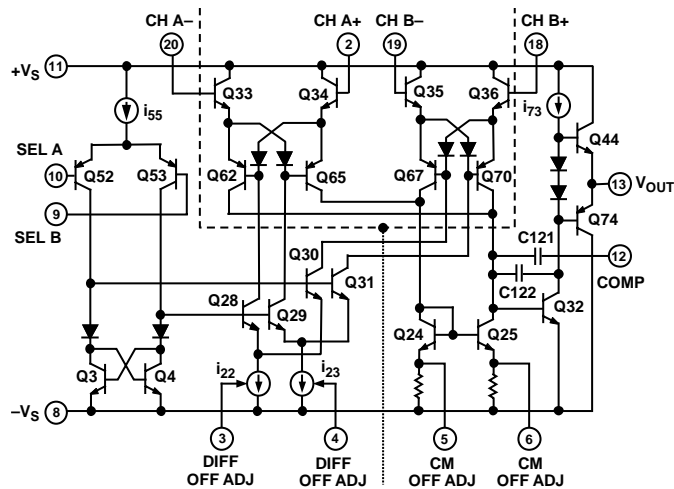 CH A– CH A+ CH B– CH B+
20 2 19 18
+VS 11
Q33 Q34 Q35 Q36
i55 i73
Q44
SEL A
10 Q52 Q53 Q62 Q65 Q67 Q70
13 VOUT
9
SEL B
Q74
C121 12
COMP
Q30
Q31
C122
Q28 Q29 Q32
Q24 Q25
Q3 Q4
i22 i23
–VS 8
3 4 5 6
DIFF DIFF CM CM
OFF ADJ OFF ADJ OFF ADJ OFF ADJ